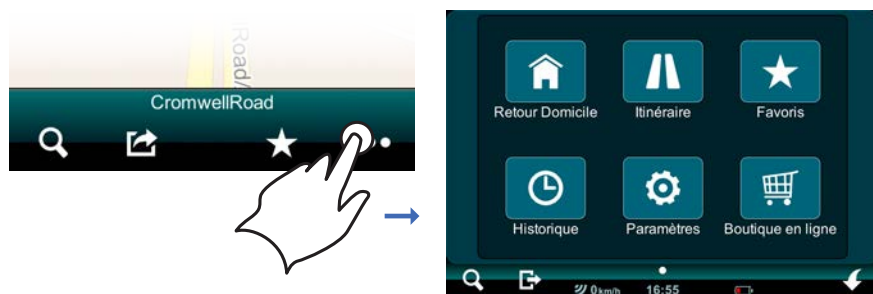 Road/
CromwellRoad
Retour Domicile
Itinéraire
Favoris
Historique
Paramètres
Boutique en ligne
0km/h
16:55